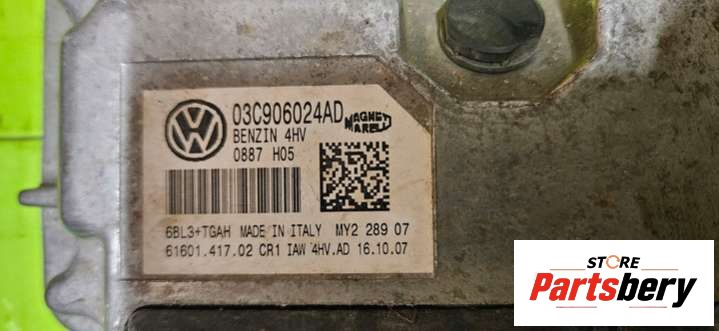 03C906024AD
MAGNETI
MARELLI
BENZIN 4HV
0887 H05
6BL3+TGAH MADE IN ITALY MY2 289 07
61601.417.02 CR1 IAW 4HV.AD 16.10.07
STORE
Partsbery